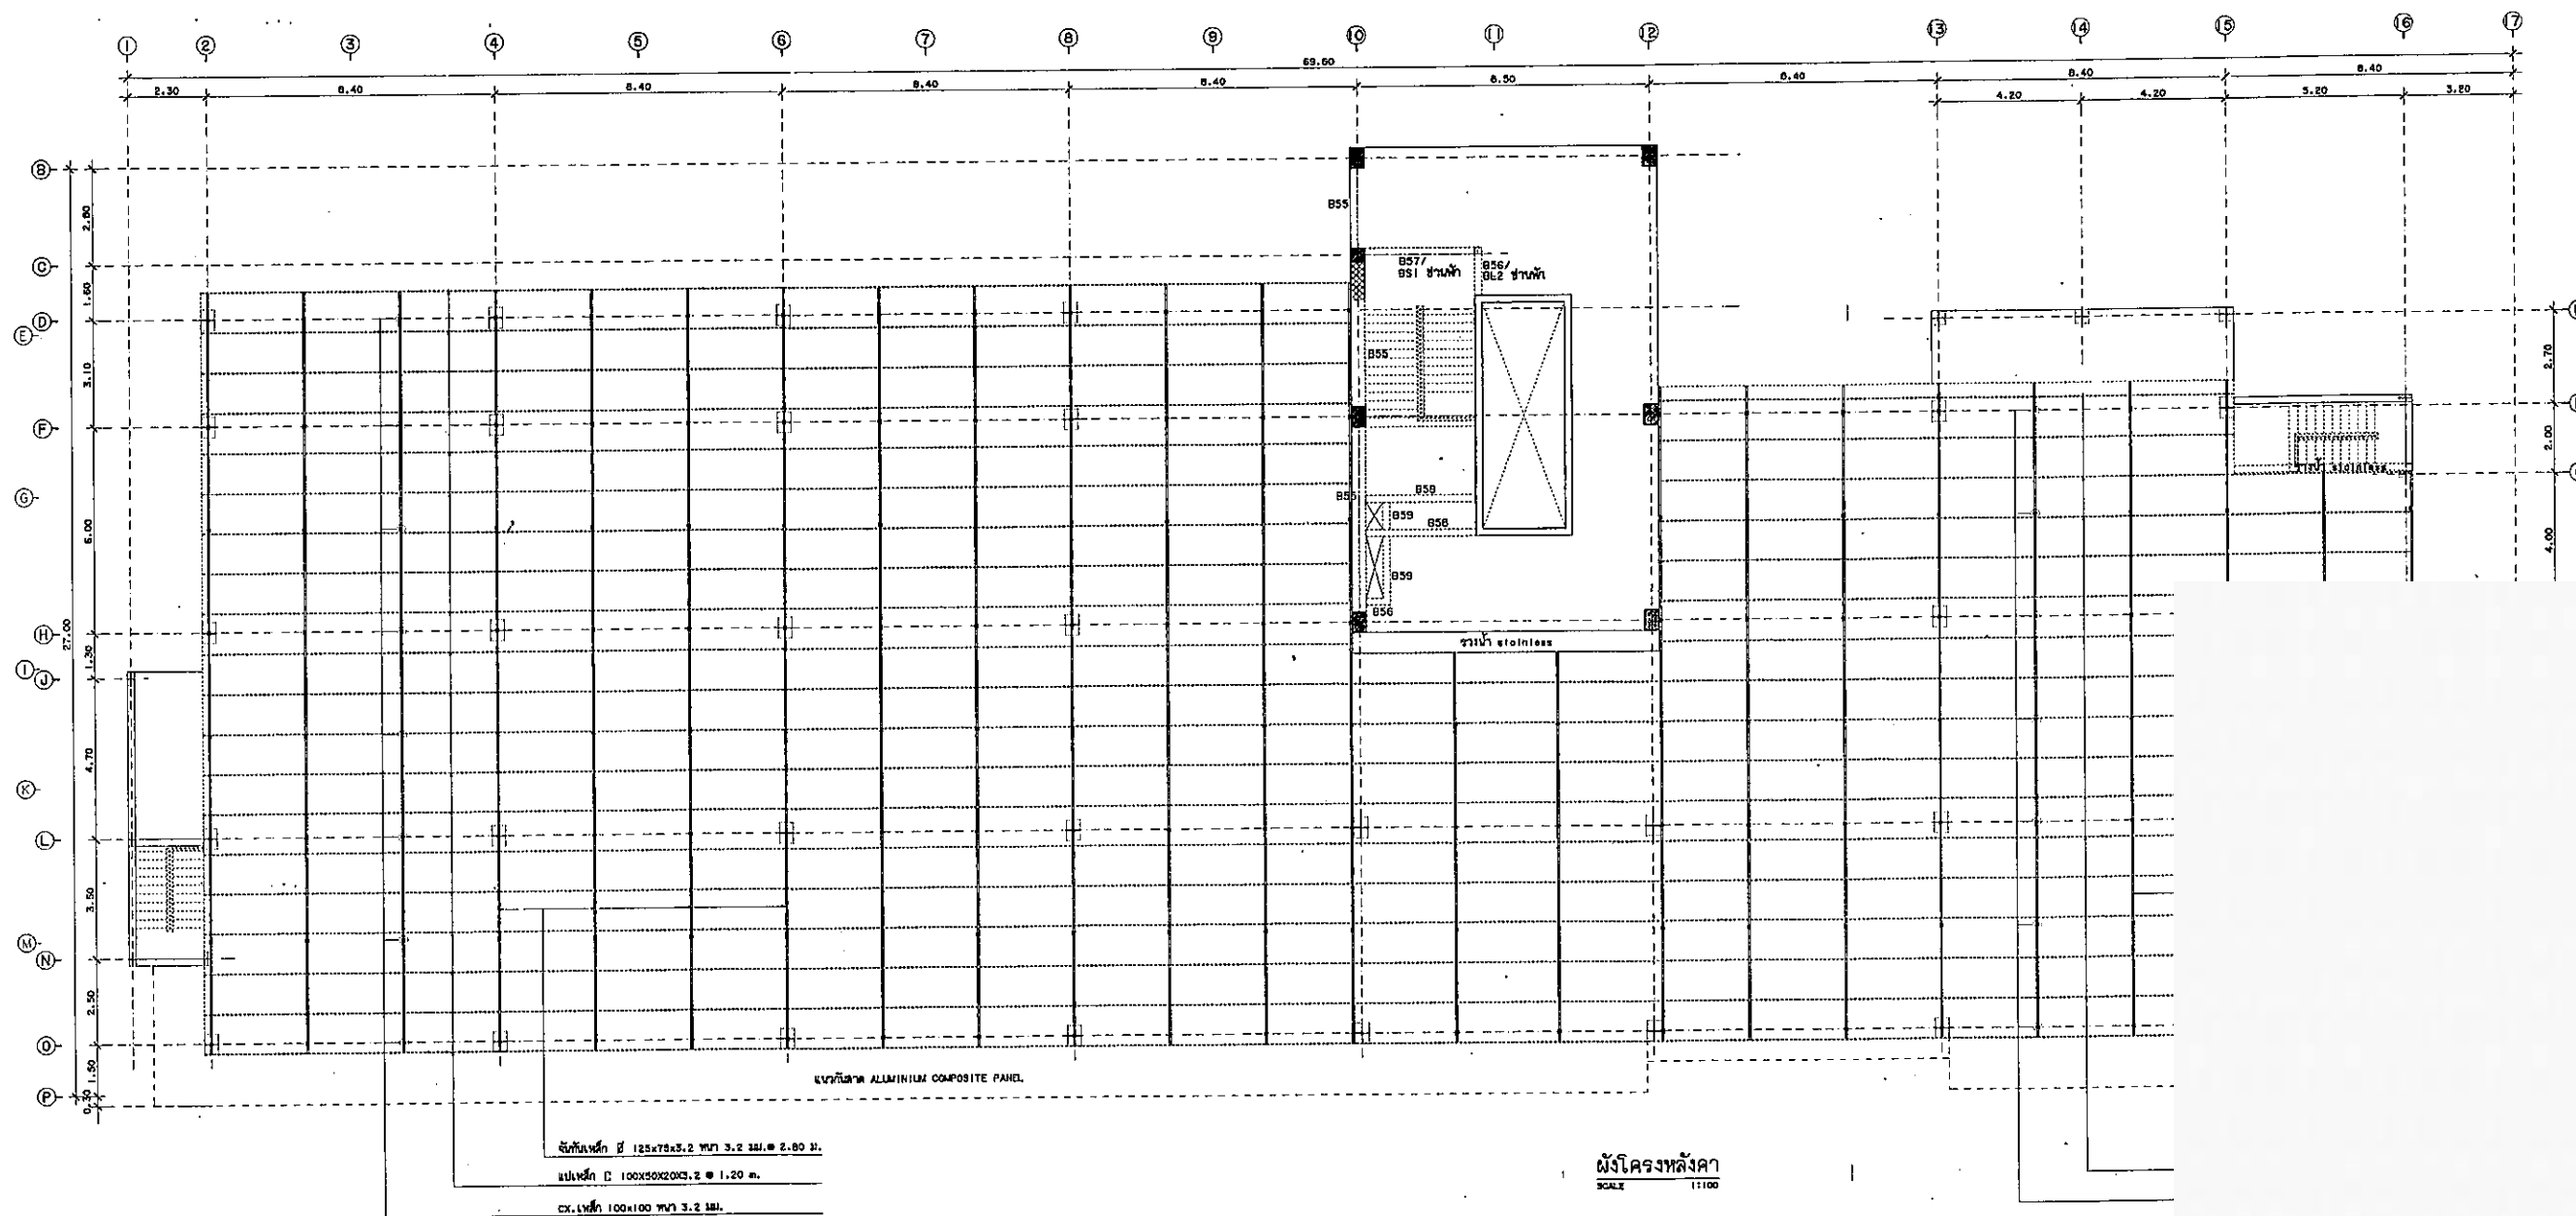 1 2 3 4 5 6 7 8 9 10 11 12 13 14 15 16 17
69.60
2.30 8.40 8.40 8.40 8.40 8.50 8.40 8.40 8.40
4.20 4.20 5.20 3.20
B
2.80
B55
C
B57/
BS1 ชานพัก
B56/
BL2 ชานพัก
1.60
D
E
2.70
3.10
B55
F
2.00
รางน้ำ stainless
G
B58
B55
B59
B58
6.00
4.00
B59
B56
H
27.00
รางน้ำ stainless
1.30
I
J
4.70
K
L
3.50
M
N
2.50
O
1.50
P
0.30
แนวกันสาด ALUMINIUM COMPOSITE PANEL
จันทันเหล็ก 125x75x3.2 หนา 3.2 มม.@ 2.80 ม.
แปเหล็ก C 100X50X20X3.2 @ 1.20 m.
เหล็ก 100x100 หนา 3.2 มม.
ผังโครงหลังคา
SCALE 1:100